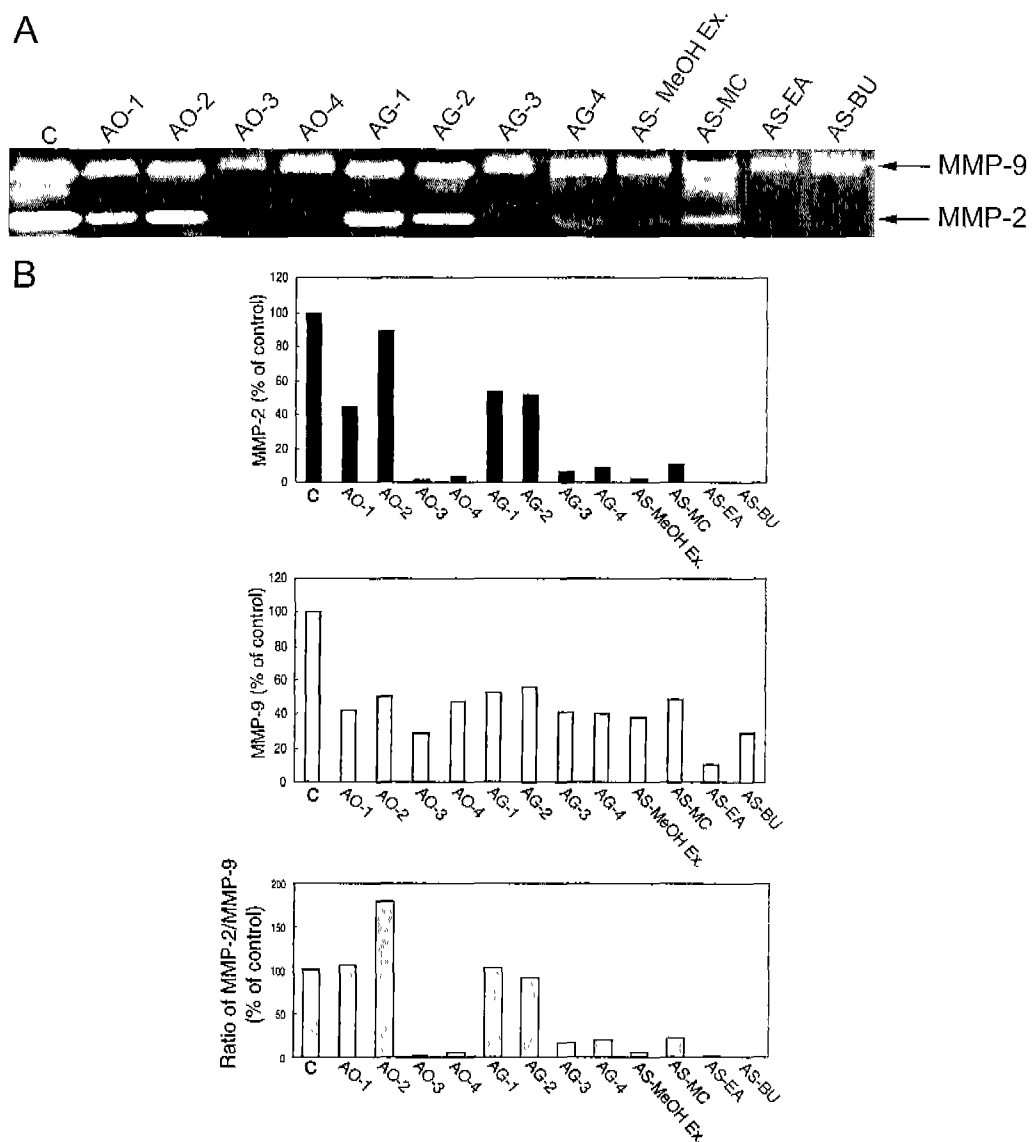 A
C AO-1 AO-2 AO-3 AO-4 AG-1 AG-2 AG-3 AG-4 AS- MeOH Ex. AS-MC AS-EA AS-BU
MMP-9
MMP-2
B
MMP-2 (% of control)
120
100
80
60
40
20
0
C AO-1 AO-2 AO-3 AO-4 AG-1 AG-2 AG-3 AG-4 AS-MeOH Ex. AS-MC AS-EA AS-BU
MMP-9 (% of control)
120
100
80
60
40
20
0
C AO-1 AO-2 AO-3 AO-4 AG-1 AG-2 AG-3 AG-4 AS-MeOH Ex. AS-MC AS-EA AS-BU
Ratio of MMP-2/MMP-9
(% of control)
200
150
100
50
0
C AO-1 AO-2 AO-3 AO-4 AG-1 AG-2 AG-3 AG-4 AS-MeOH Ex. AS-MC AS-EA AS-BU